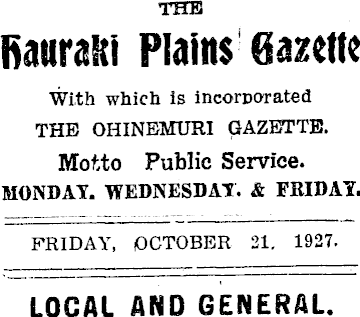 THE
Hauraki Plains Gazette
With which is incorporated
THE OHINEMURI GAZETTE.
Motto Public Service.
MONDAY. WEDNESDAY. & FRIDAY.
FRIDAY, OCTOBER 21. 1927.
LOCAL AND GENERAL.